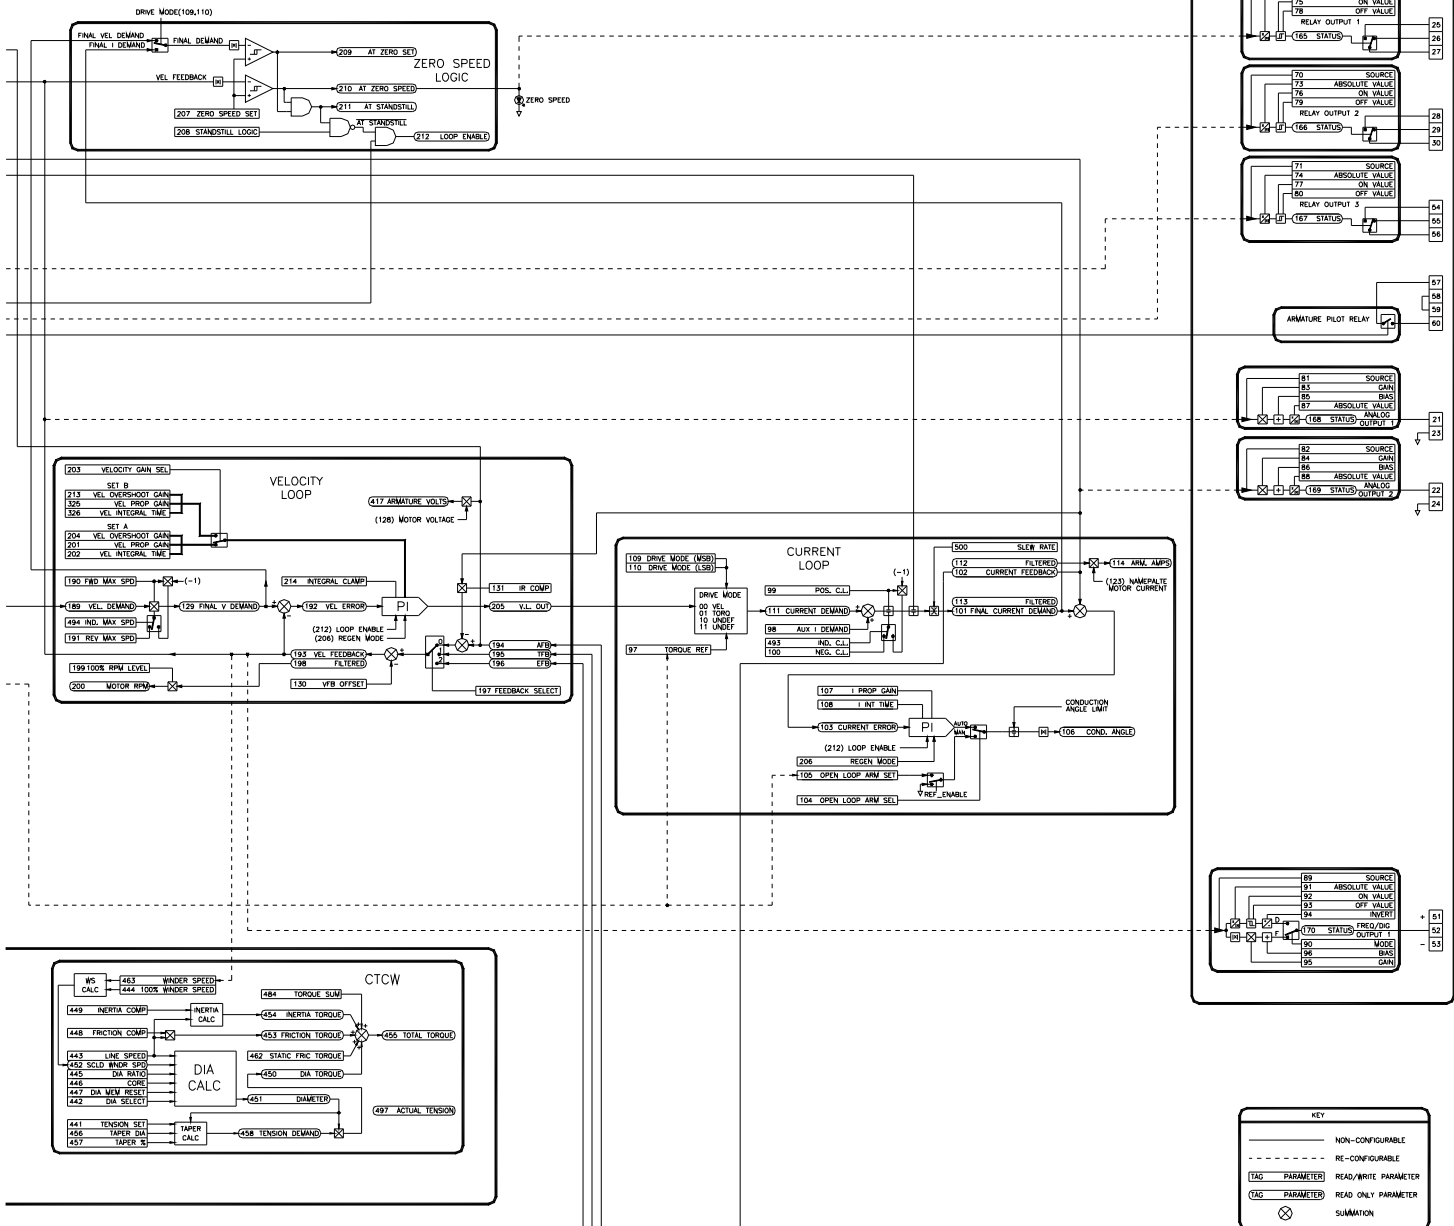 DRIVE MODE(109,110)
FINAL VEL DEMAND
FINAL I DEMAND
FINAL DEMAND
209 AT ZERO SET
ZERO SPEED
LOGIC
VEL FEEDBACK
210 AT ZERO SPEED
211 AT STANDSTILL
207 ZERO SPEED SET
AT STANDSTILL
208 STANDSTILL LOGIC
212 LOOP ENABLE
ZERO SPEED
75 ON VALUE
78 OFF VALUE
RELAY OUTPUT 1
165 STATUS
25
26
27
70 SOURCE
73 ABSOLUTE VALUE
76 ON VALUE
79 OFF VALUE
RELAY OUTPUT 2
166 STATUS
28
29
30
71 SOURCE
74 ABSOLUTE VALUE
77 ON VALUE
80 OFF VALUE
RELAY OUTPUT 3
167 STATUS
54
55
56
57
58
59
60
ARMATURE PILOT RELAY
81 SOURCE
83 GAIN
85 BIAS
87 ABSOLUTE VALUE
168 STATUS
ANALOG
OUTPUT 1
21
23
82 SOURCE
84 GAIN
86 BIAS
88 ABSOLUTE VALUE
169 STATUS
ANALOG
OUTPUT 2
22
24
203 VELOCITY GAIN SEL
VELOCITY
LOOP
SET B
213 VEL OVERSHOOT GAIN
325 VEL PROP GAIN
326 VEL INTEGRAL TIME
SET A
204 VEL OVERSHOOT GAIN
201 VEL PROP GAIN
202 VEL INTEGRAL TIME
417 ARMATURE VOLTS
(128) MOTOR VOLTAGE
190 FWD MAX SPD
(-1)
214 INTEGRAL CLAMP
131 IR COMP
189 VEL. DEMAND
129 FINAL V DEMAND
+
-
192 VEL ERROR
PI
205 V.L. OUT
494 IND. MAX SPD
191 REV MAX SPD
(212) LOOP ENABLE
(206) REGEN MODE
193 VEL FEEDBACK
198 FILTERED
+
-
0
1
2
-
+
194 AFB
195 TFB
196 EFB
199 100% RPM LEVEL
200 MOTOR RPM
130 VFB OFFSET
197 FEEDBACK SELECT
CURRENT
LOOP
109 DRIVE MODE (MSB)
110 DRIVE MODE (LSB)
DRIVE MODE
00 VEL
01 TORQ
10 UNDEF
11 UNDEF
97 TORQUE REF
500 SLEW RATE
112 FILTERED
102 CURRENT FEEDBACK
114 ARM. AMPS
(123) NAMEPALTE
MOTOR CURRENT
(-1)
99 POS. C.L.
111 CURRENT DEMAND
+
+
98 AUX I DEMAND
493 IND. C.L.
100 NEG. C.L.
113 FILTERED
101 FINAL CURRENT DEMAND
-
+
107 I PROP GAIN
108 I INT TIME
103 CURRENT ERROR
PI
AUTO
MAN
CONDUCTION
ANGLE LIMIT
106 COND. ANGLE
(212) LOOP ENABLE
206 REGEN MODE
105 OPEN LOOP ARM SET
REF_ENABLE
104 OPEN LOOP ARM SEL
89 SOURCE
91 ABSOLUTE VALUE
92 ON VALUE
93 OFF VALUE
94 INVERT
D
F
170 STATUS
FREQ/DIG
OUTPUT 1
90 MODE
96 BIAS
95 GAIN
+ 51
52
- 53
CTCW
WS
CALC
463 WINDER SPEED
444 100% WINDER SPEED
449 INERTIA COMP
INERTIA
CALC
484 TORQUE SUM
454 INERTIA TORQUE
448 FRICTION COMP
453 FRICTION TORQUE
455 TOTAL TORQUE
462 STATIC FRIC TORQUE
443 LINE SPEED
452 SCLD WNDR SPD
445 DIA RATIO
446 CORE
447 DIA MEM RESET
442 DIA SELECT
DIA
CALC
450 DIA TORQUE
451 DIAMETER
497 ACTUAL TENSION
441 TENSION SET
456 TAPER DIA
457 TAPER %
TAPER
CALC
458 TENSION DEMAND
KEY
NON-CONFIGURABLE
RE-CONFIGURABLE
TAG PARAMETER READ/WRITE PARAMETER
TAG PARAMETER READ ONLY PARAMETER
SUMMATION